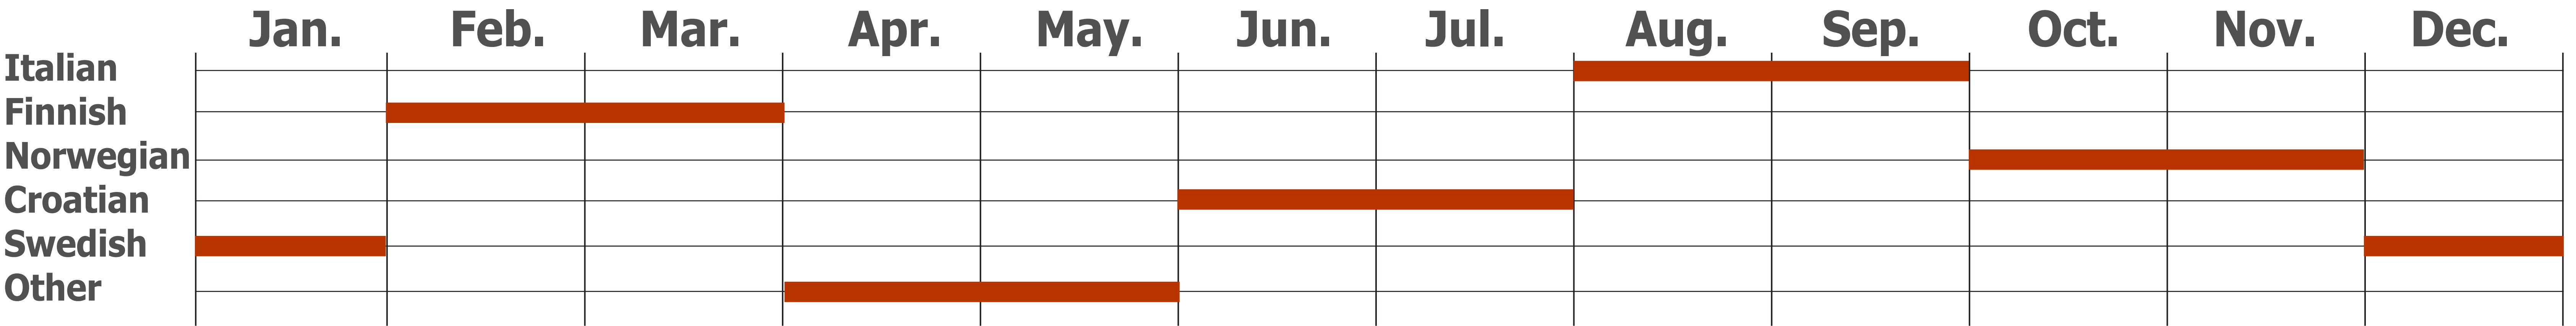 Jan. Feb. Mar. Apr. May. Jun. Jul. Aug. Sep. Oct. Nov. Dec.
Italian
Finnish
Norwegian
Croatian
Swedish
Other